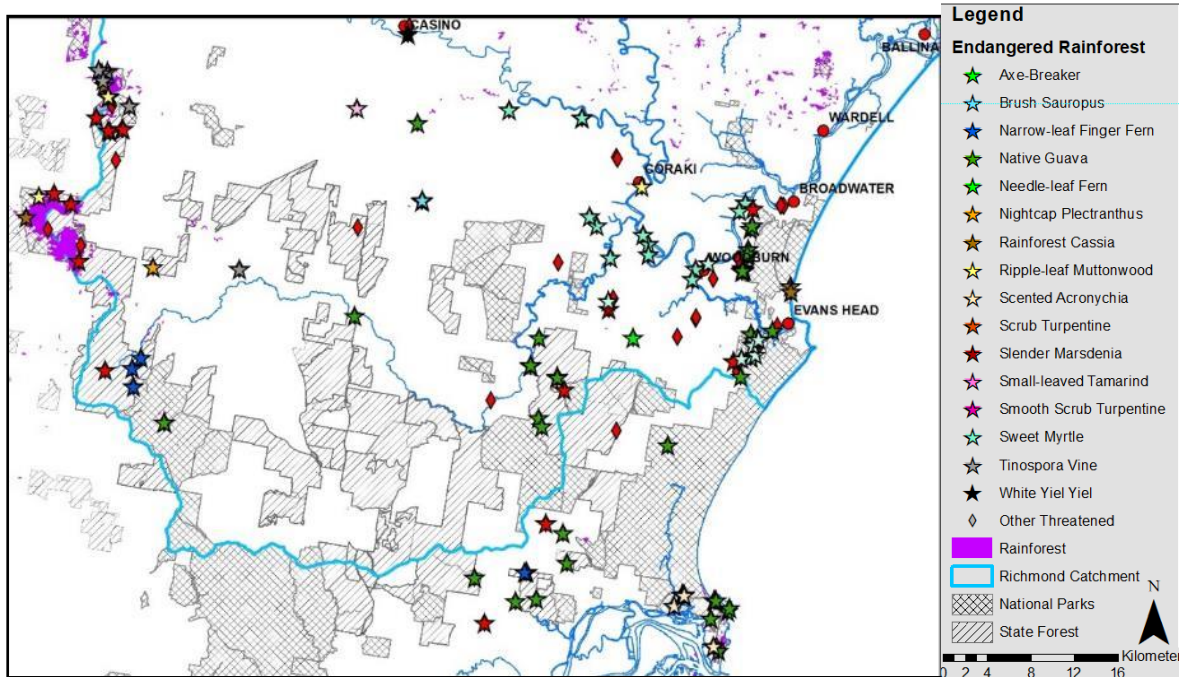 CASINO
BALLINA
WARDELL
CORAKI
BROADWATER
WOODBURN
EVANS HEAD
Legend
Endangered Rainforest
Axe-Breaker
Brush Sauropus
Narrow-leaf Finger Fern
Native Guava
Needle-leaf Fern
Nightcap Plectranthus
Rainforest Cassia
Ripple-leaf Muttonwood
Scented Acronychia
Scrub Turpentine
Slender Marsdenia
Small-leaved Tamarind
Smooth Scrub Turpentine
Sweet Myrtle
Tinospora Vine
White Yiel Yiel
Other Threatened
Rainforest
Richmond Catchment
National Parks
State Forest
N
Kilometer
0 2 4 8 12 16